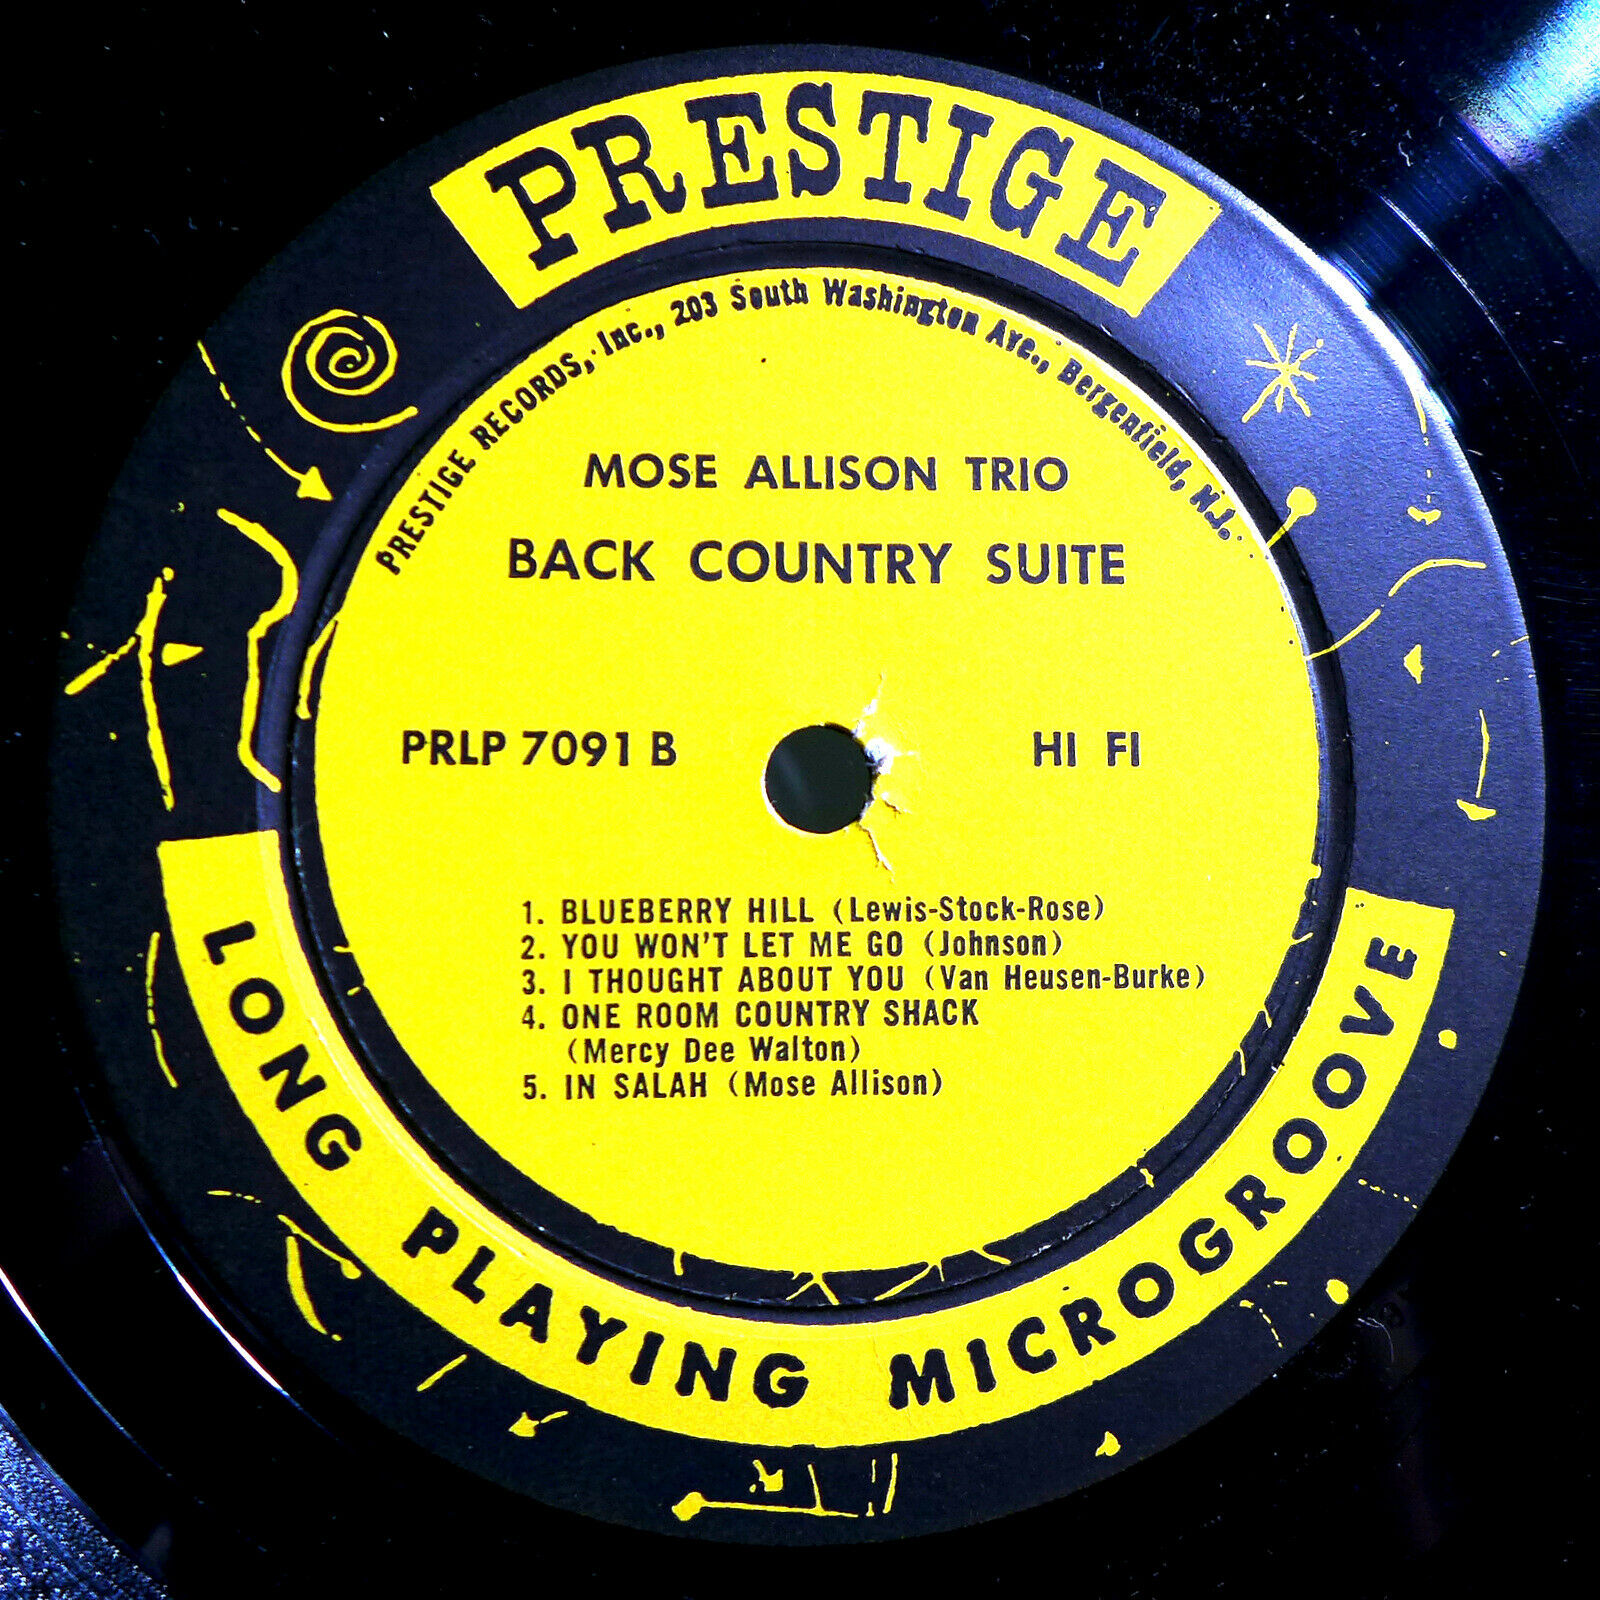 PRESTIGE
PRESTIGE RECORDS, Inc., 203 South Washington Ave., Bergenfield, N.J.
MOSE ALLISON TRIO
BACK COUNTRY SUITE
PRLP 7091 B
HI FI
1. BLUEBERRY HILL (Lewis-Stock-Rose)
2. YOU WON'T LET ME GO (Johnson)
3. I THOUGHT ABOUT YOU (Van Heusen-Burke)
4. ONE ROOM COUNTRY SHACK
(Mercy Dee Walton)
5. IN SALAH (Mose Allison)
LONG PLAYING MICROGROOVE